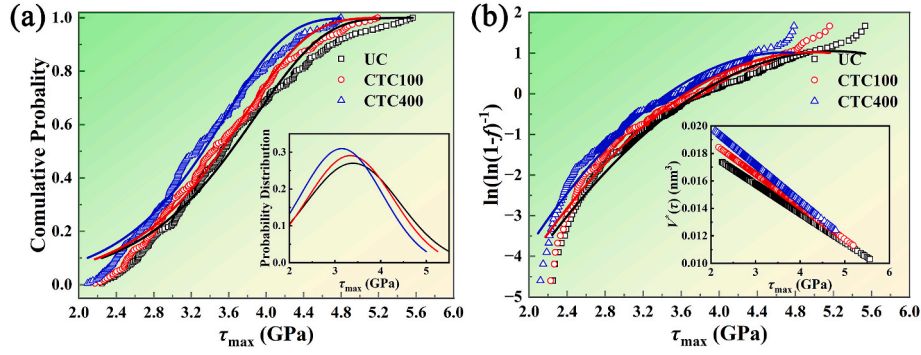 (a)
1.0
0.8
0.6
0.4
0.2
0.0
Comulative Probality
UC
CTC100
CTC400
Probability Distribution
0.3
0.2
0.1
0.0
2 3 4 5
τmax (GPa)
1.6 2.0 2.4 2.8 3.2 3.6 4.0 4.4 4.8 5.2 5.6 6.0
τmax (GPa)
(b)
2
1
0
-1
-2
-3
-4
-5
ln(ln(1-f)⁻¹
UC
CTC100
CTC400
V*(τ) (nm³)
0.020
0.018
0.016
0.014
0.012
0.010
2 3 4 5 6
τmax (GPa)
2.0 2.4 2.8 3.2 3.6 4.0 4.4 4.8 5.2 5.6 6.0
τmax (GPa)